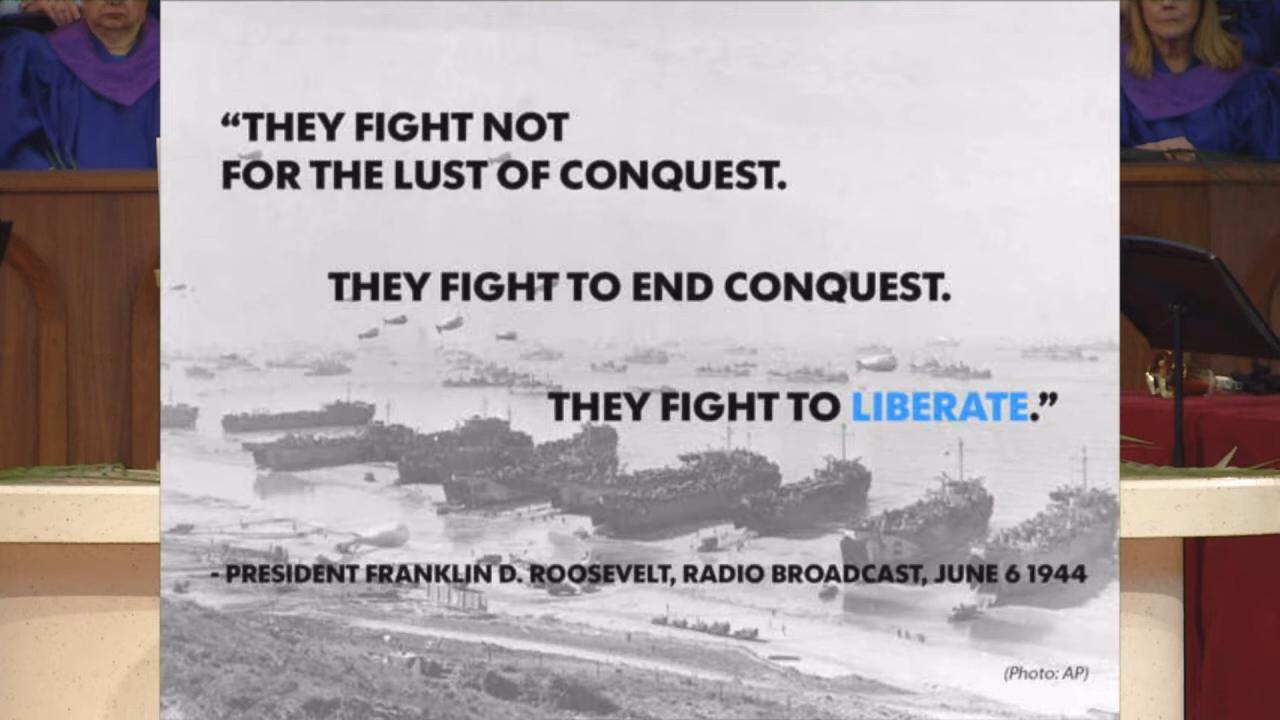 “THEY FIGHT NOT
FOR THE LUST OF CONQUEST.
THEY FIGHT TO END CONQUEST.
THEY FIGHT TO LIBERATE.”
- PRESIDENT FRANKLIN D. ROOSEVELT, RADIO BROADCAST, JUNE 6 1944
(Photo: AP)